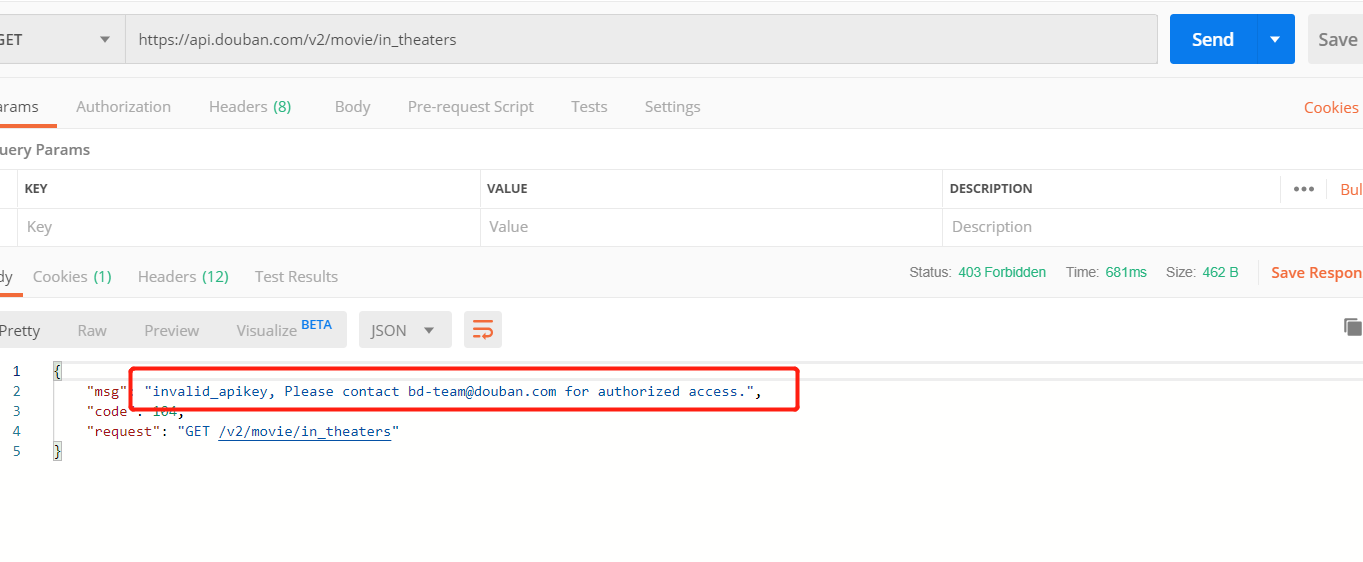 GET https://api.douban.com/v2/movie/in_theaters Send Save
arams Authorization Headers (8) Body Pre-request Script Tests Settings Cookies
uery Params
KEY VALUE DESCRIPTION ••• Bul
Key Value Description
dy Cookies (1) Headers (12) Test Results Status: 403 Forbidden Time: 681ms Size: 462 B Save Respon
Pretty Raw Preview Visualize BETA JSON
1 {
2 "msg": "invalid_apikey, Please contact bd-team@douban.com for authorized access.",
3 "code": 104,
4 "request": "GET /v2/movie/in_theaters"
5 }